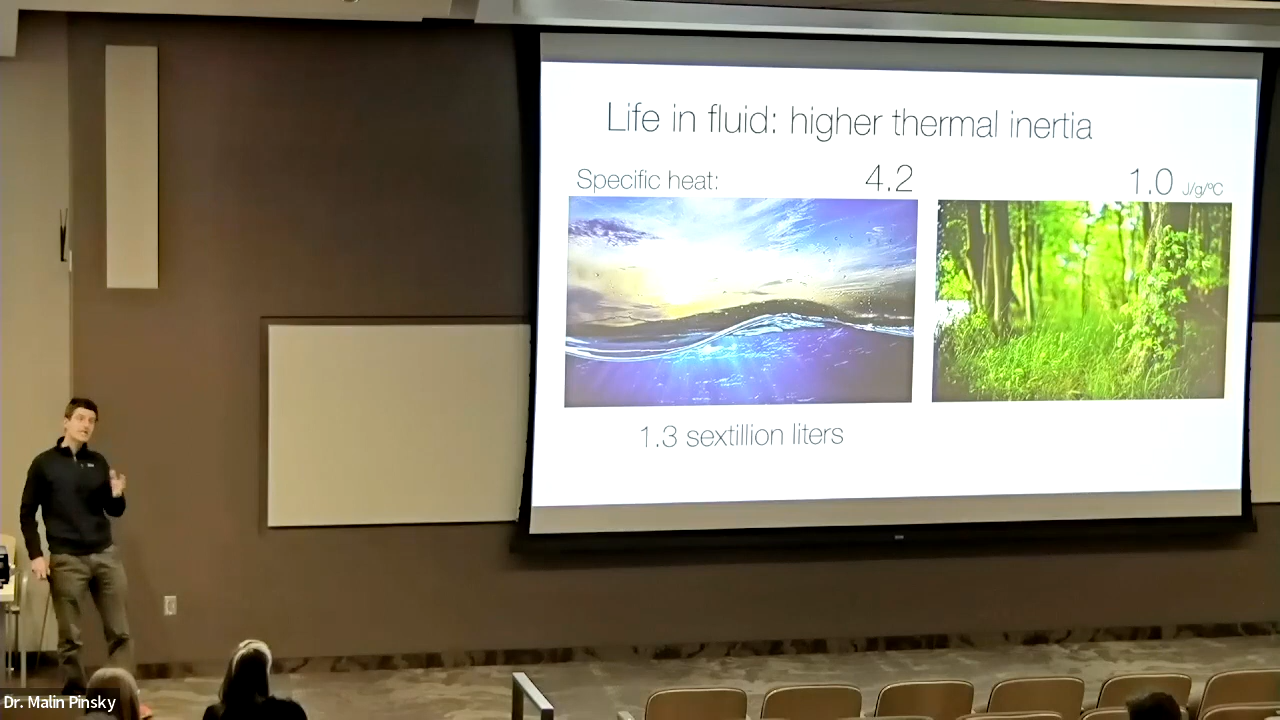 Life in fluid: higher thermal inertia
Specific heat: 4.2 1.0 J/g/ºC
1.3 sextillion liters
Dr. Malin Pinsky